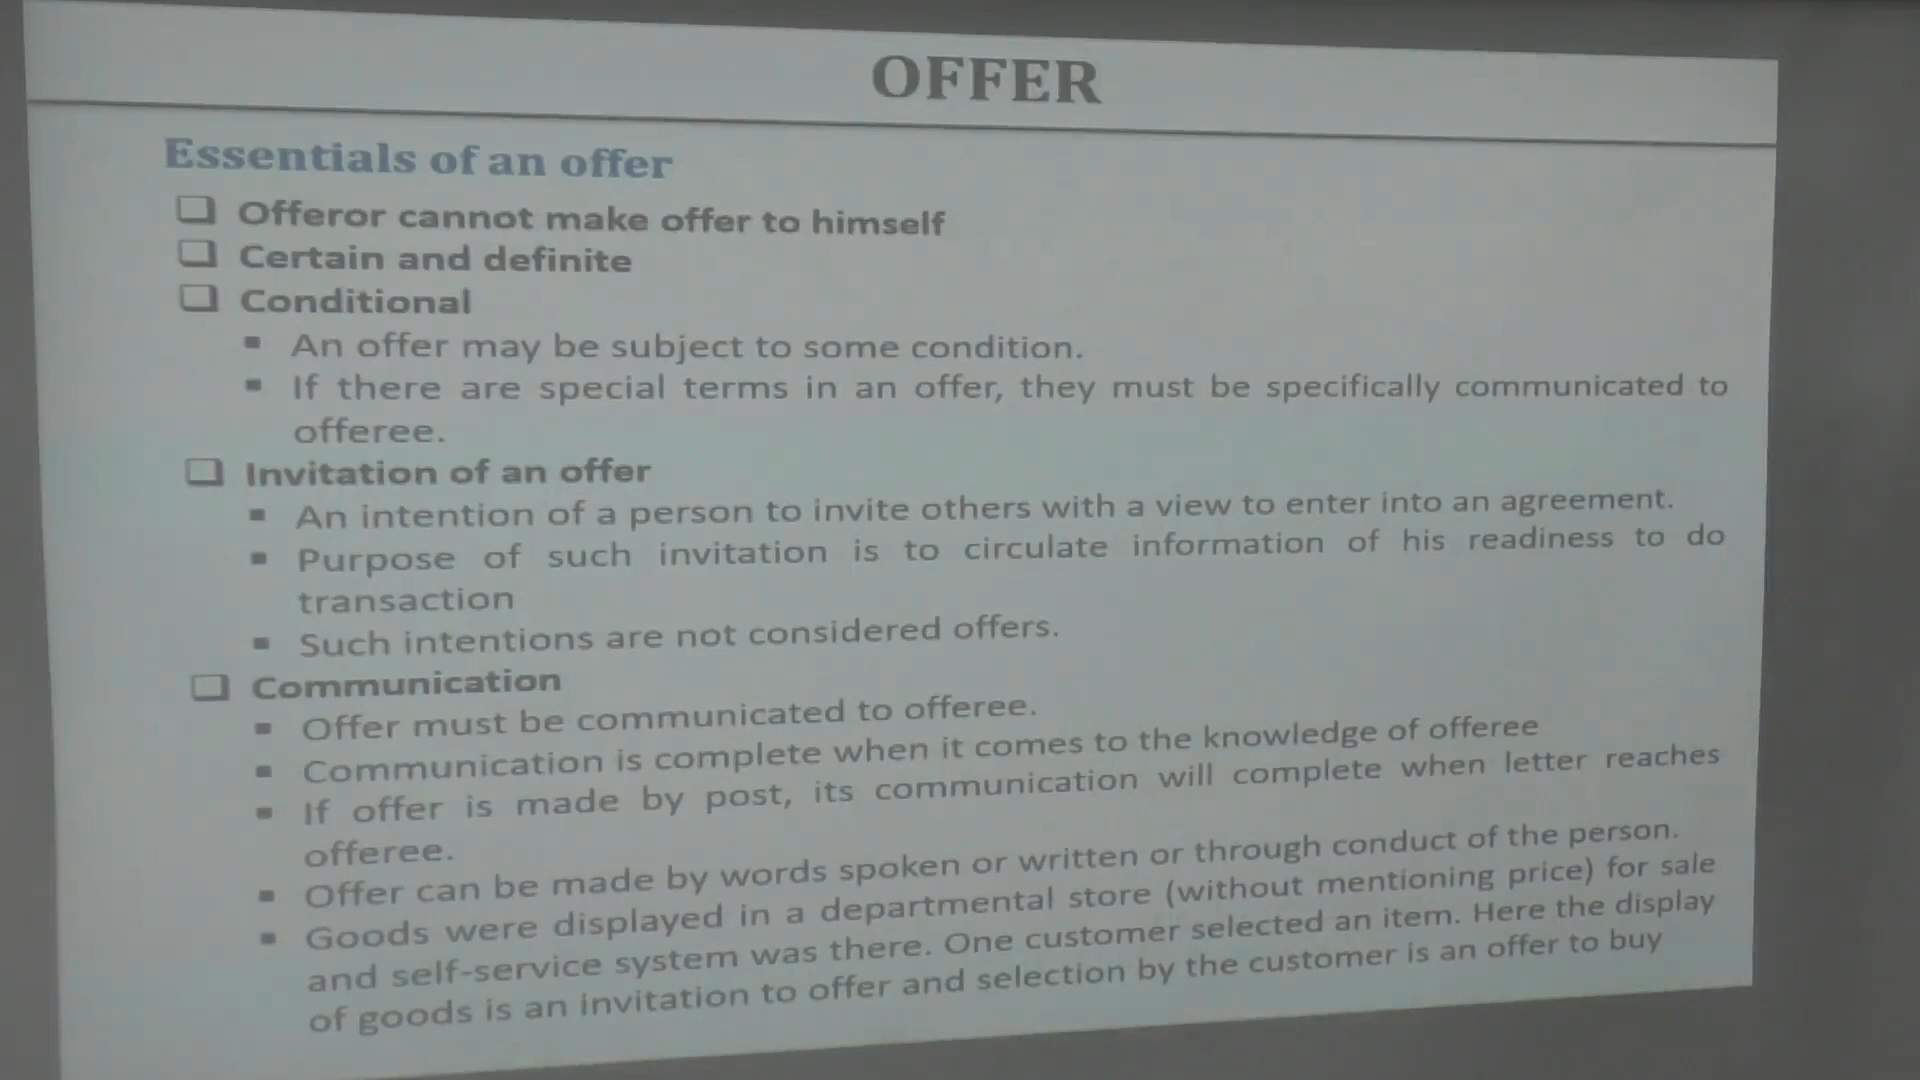 OFFER
Essentials of an offer
❑ Offeror cannot make offer to himself
❑ Certain and definite
❑ Conditional
▪ An offer may be subject to some condition.
▪ If there are special terms in an offer, they must be specifically communicated to
offeree.
❑ Invitation of an offer
▪ An intention of a person to invite others with a view to enter into an agreement.
▪ Purpose of such invitation is to circulate information of his readiness to do
transaction
▪ Such intentions are not considered offers.
❑ Communication
▪ Offer must be communicated to offeree.
▪ Communication is complete when it comes to the knowledge of offeree
▪ If offer is made by post, its communication will complete when letter reaches
offeree.
▪ Offer can be made by words spoken or written or through conduct of the person.
▪ Goods were displayed in a departmental store (without mentioning price) for sale
and self-service system was there. One customer selected an item. Here the display
of goods is an invitation to offer and selection by the customer is an offer to buy